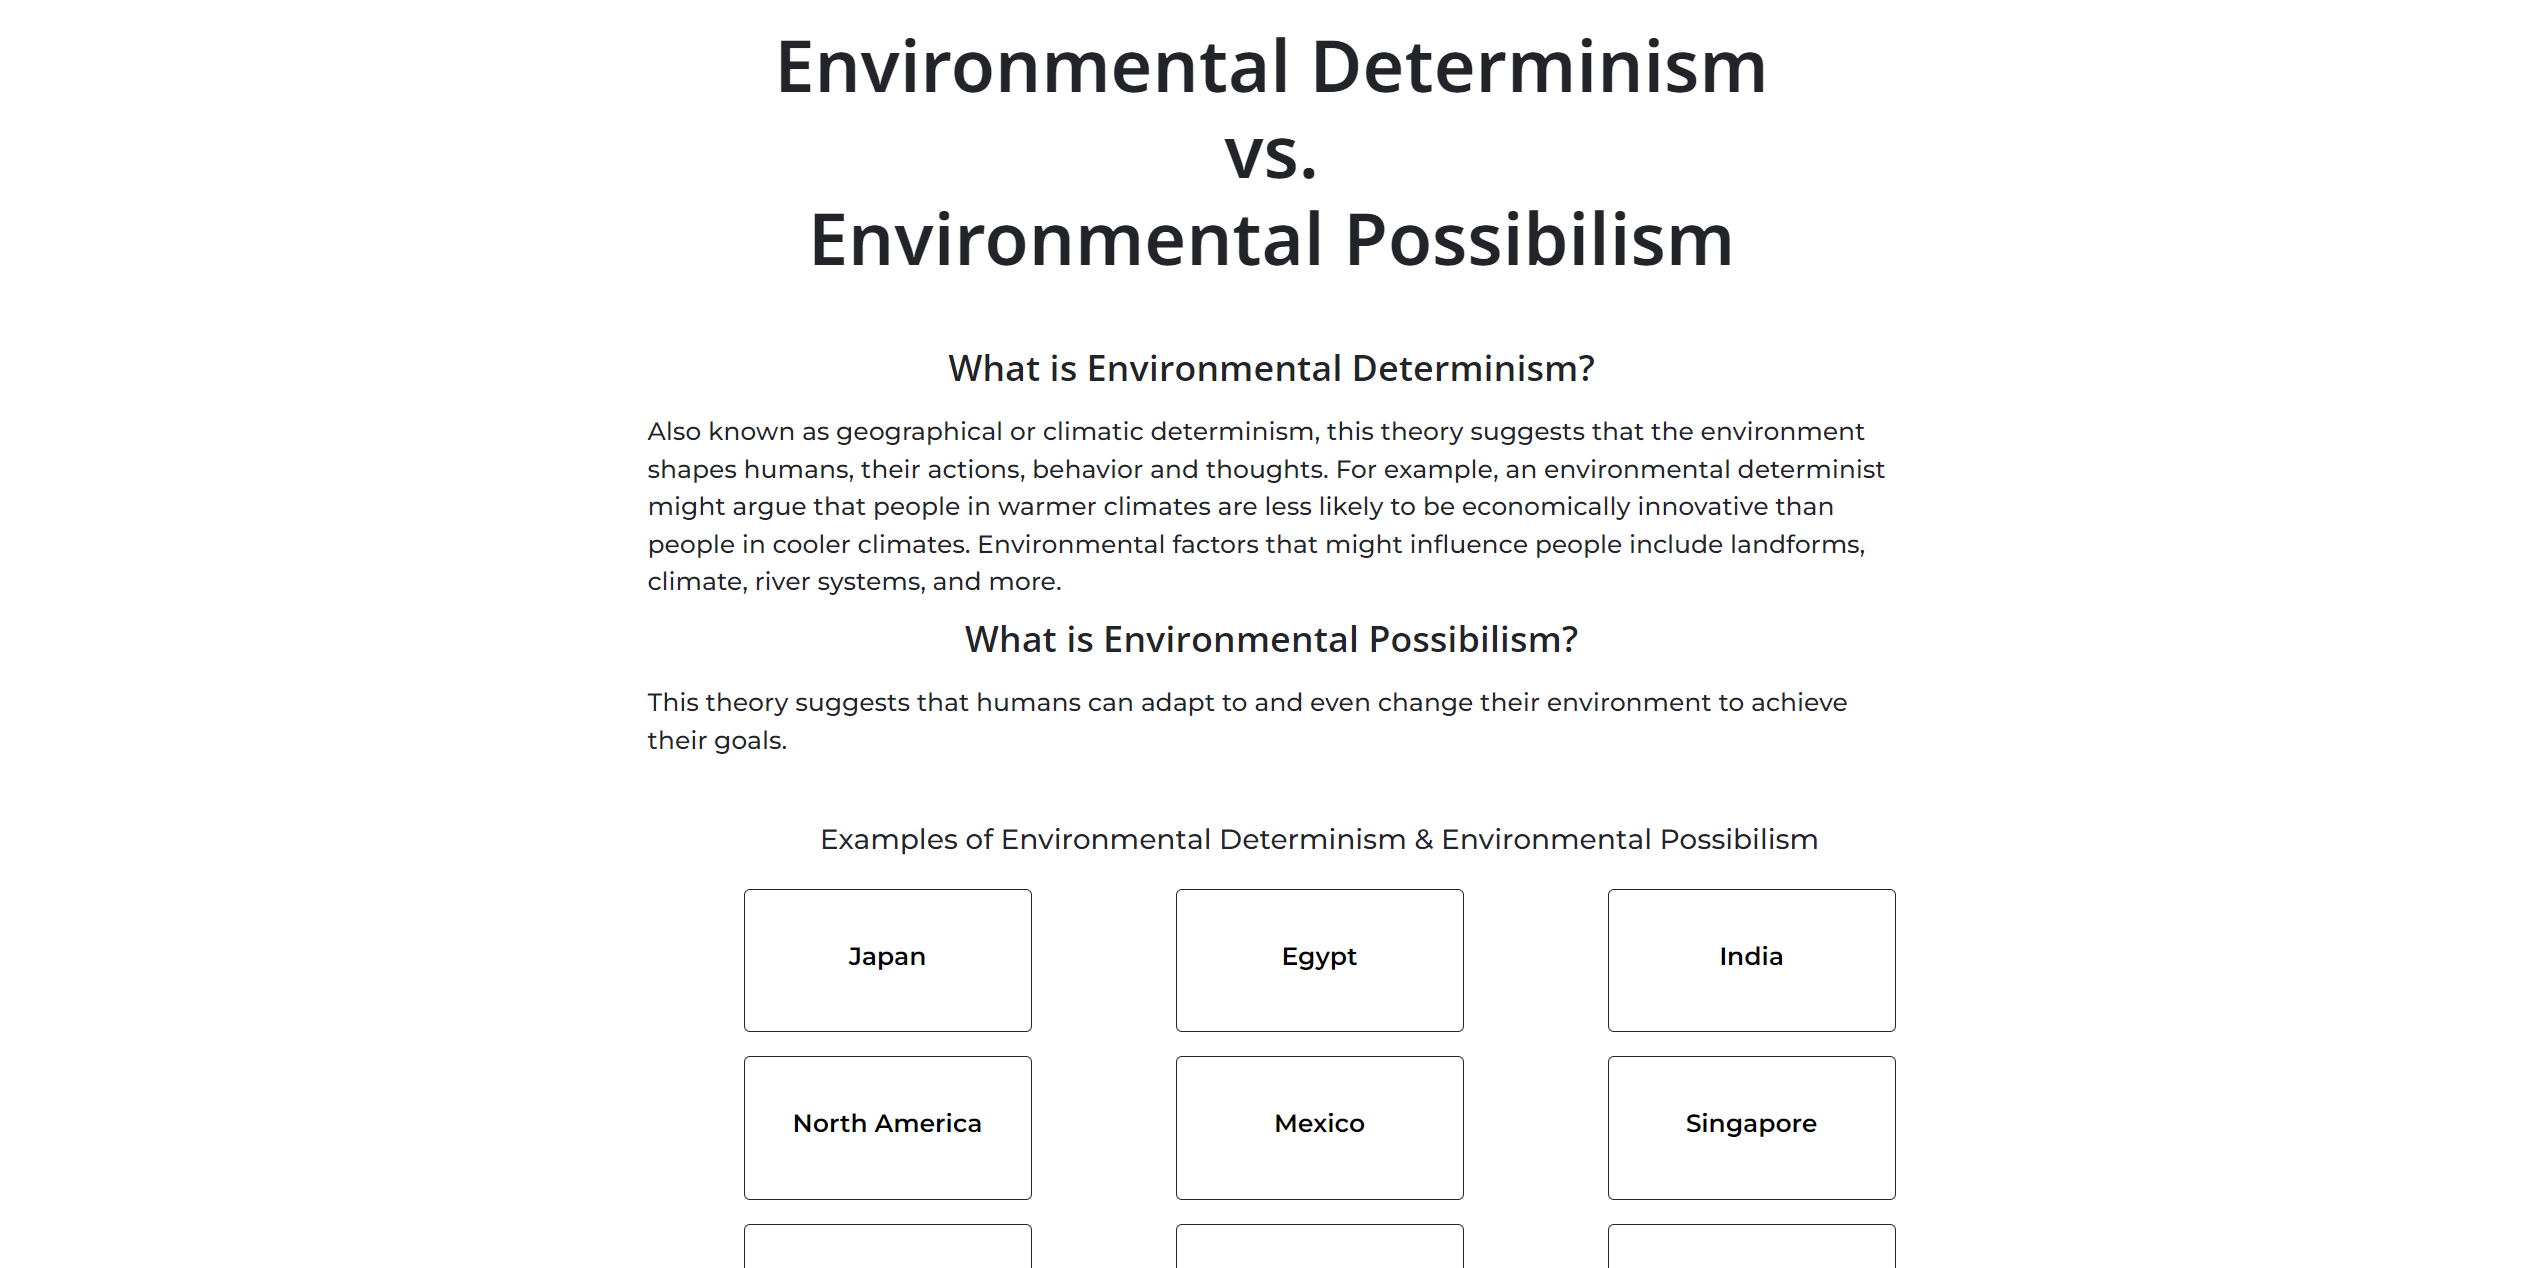 Environmental Determinism
vs.
Environmental Possibilism
What is Environmental Determinism?
Also known as geographical or climatic determinism, this theory suggests that the environment
shapes humans, their actions, behavior and thoughts. For example, an environmental determinist
might argue that people in warmer climates are less likely to be economically innovative than
people in cooler climates. Environmental factors that might influence people include landforms,
climate, river systems, and more.
What is Environmental Possibilism?
This theory suggests that humans can adapt to and even change their environment to achieve
their goals.
Examples of Environmental Determinism & Environmental Possibilism
Japan
Egypt
India
North America
Mexico
Singapore